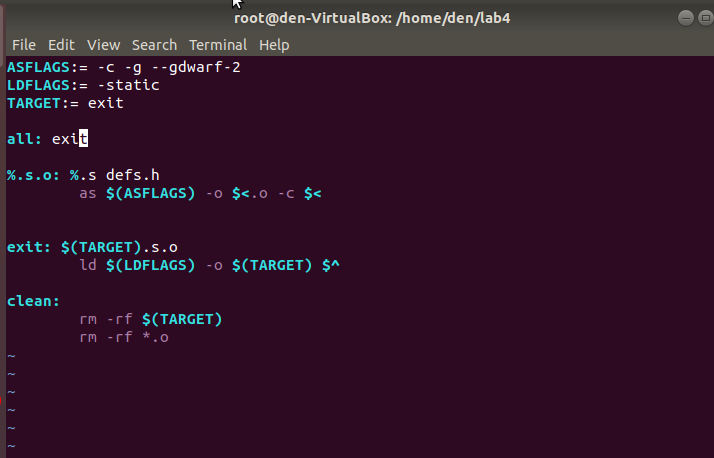 root@den-VirtualBox: /home/den/lab4
File Edit View Search Terminal Help
ASFLAGS:= -c -g --gdwarf-2
LDFLAGS:= -static
TARGET:= exit
all: exit
%.s.o: %.s defs.h
as $(ASFLAGS) -o $<.o -c $<
exit: $(TARGET).s.o
ld $(LDFLAGS) -o $(TARGET) $^
clean:
rm -rf $(TARGET)
rm -rf *.o
~
~
~
~
~
~